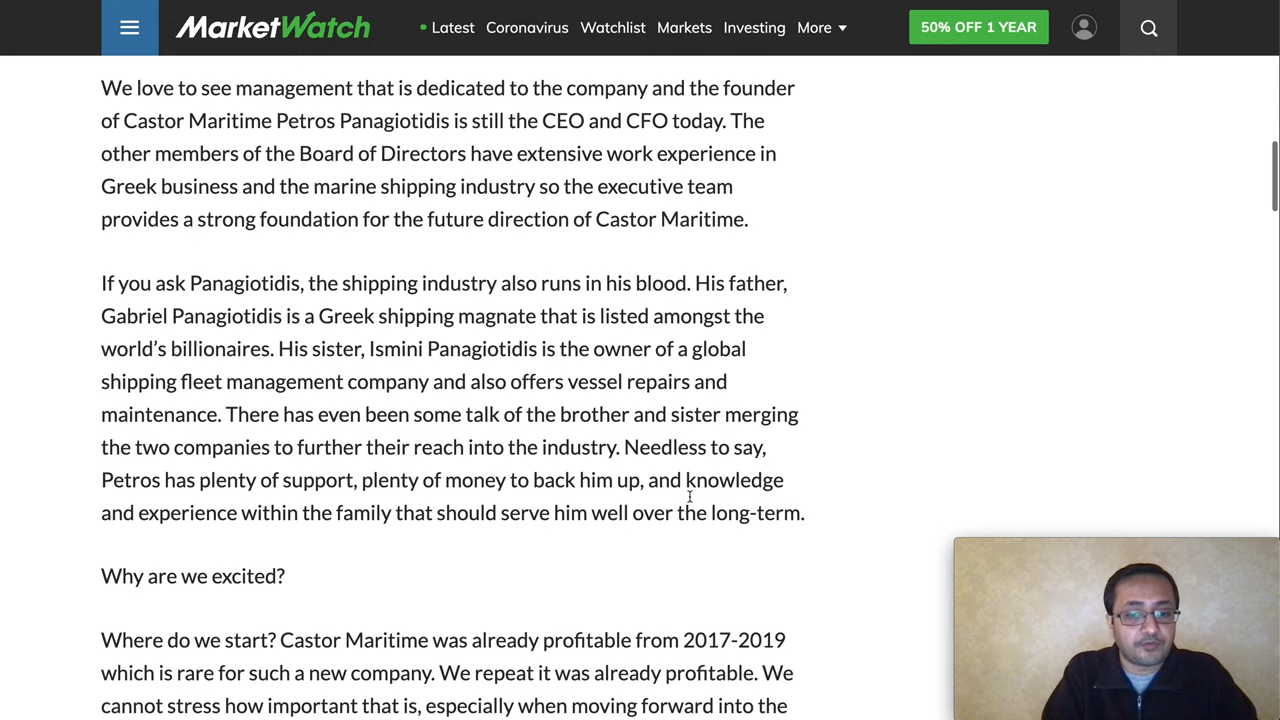 MarketWatch
Latest Coronavirus Watchlist Markets Investing More
50% OFF 1 YEAR
We love to see management that is dedicated to the company and the founder
of Castor Maritime Petros Panagiotidis is still the CEO and CFO today. The
other members of the Board of Directors have extensive work experience in
Greek business and the marine shipping industry so the executive team
provides a strong foundation for the future direction of Castor Maritime.
If you ask Panagiotidis, the shipping industry also runs in his blood. His father,
Gabriel Panagiotidis is a Greek shipping magnate that is listed amongst the
world’s billionaires. His sister, Ismini Panagiotidis is the owner of a global
shipping fleet management company and also offers vessel repairs and
maintenance. There has even been some talk of the brother and sister merging
the two companies to further their reach into the industry. Needless to say,
Petros has plenty of support, plenty of money to back him up, and knowledge
and experience within the family that should serve him well over the long-term.
Why are we excited?
Where do we start? Castor Maritime was already profitable from 2017-2019
which is rare for such a new company. We repeat it was already profitable. We
cannot stress how important that is, especially when moving forward into the